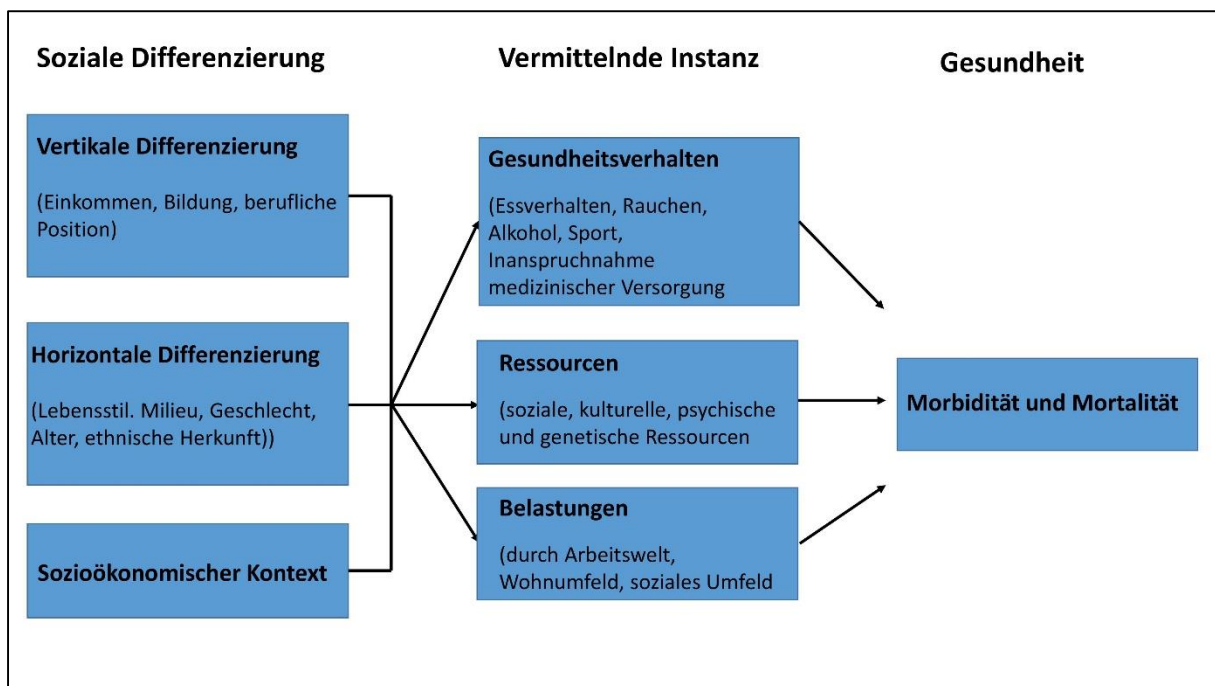 Soziale Differenzierung
Vermittelnde Instanz
Gesundheit
Vertikale Differenzierung
(Einkommen, Bildung, berufliche
Position)
Horizontale Differenzierung
(Lebensstil. Milieu, Geschlecht,
Alter, ethnische Herkunft))
Sozioökonomischer Kontext
Gesundheitsverhalten
(Essverhalten, Rauchen,
Alkohol, Sport,
Inanspruchnahme
medizinischer Versorgung
Ressourcen
(soziale, kulturelle, psychische
und genetische Ressourcen
Belastungen
(durch Arbeitswelt,
Wohnumfeld, soziales Umfeld
Morbidität und Mortalität